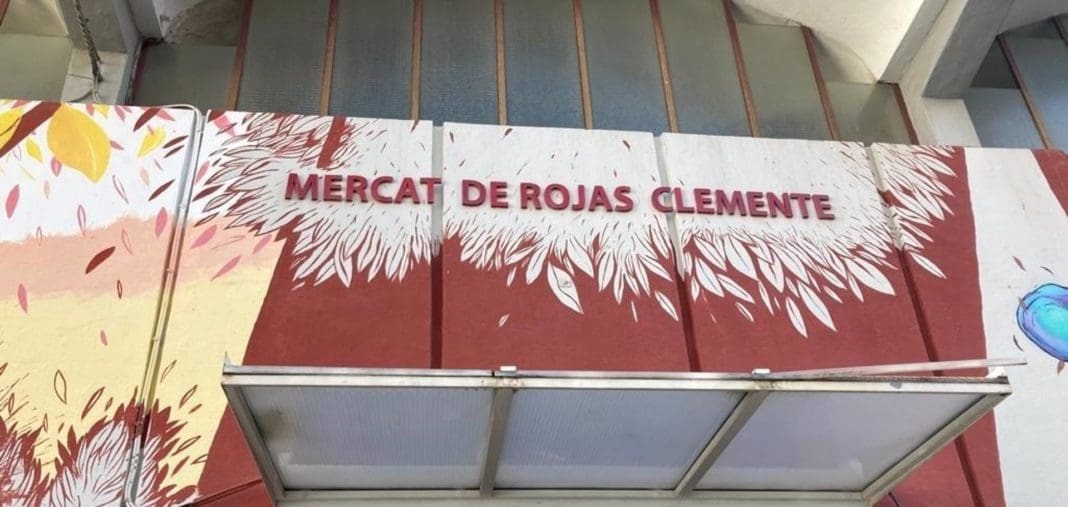 MERCAT DE ROJAS CLEMENTE